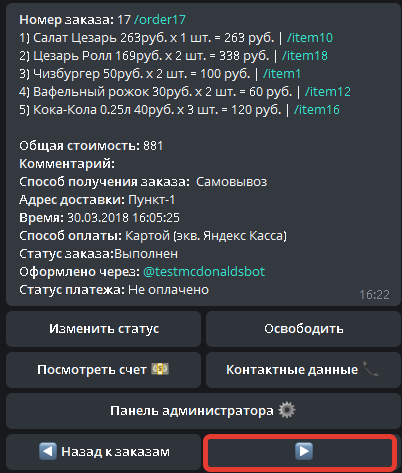 Номер заказа: 17 /order17
1) Салат Цезарь 263руб. x 1 шт. = 263 руб. | /item10
2) Цезарь Ролл 169руб. x 2 шт. = 338 руб. | /item18
3) Чизбургер 50руб. x 2 шт. = 100 руб. | /item1
4) Вафельный рожок 30руб. x 2 шт. = 60 руб. | /item12
5) Кока-Кола 0.25л 40руб. x 3 шт. = 120 руб. | /item16
Общая стоимость: 881
Комментарий:
Способ получения заказа: Самовывоз
Адрес доставки: Пункт-1
Время: 30.03.2018 16:05:25
Способ оплаты: Картой (экв. Яндекс Касса)
Статус заказа:Выполнен
Оформлено через: @testmcdonaldsbot
Статус платежа: Не оплачено
16:22
Изменить статус
Освободить
Посмотреть счет
Контактные данные
Панель администратора
Назад к заказам